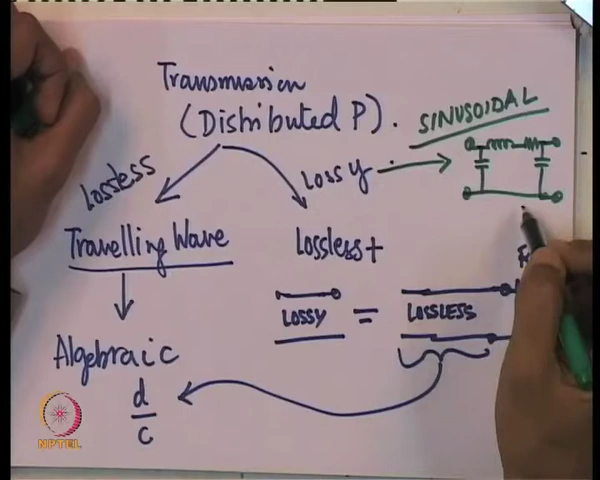 Transmission
(Distributed P).
SINUSOIDAL
Lossless
Lossy
Travelling Wave
Lossless+
LOSSY = LOSSLESS
Algebraic
d
c
NPTEL